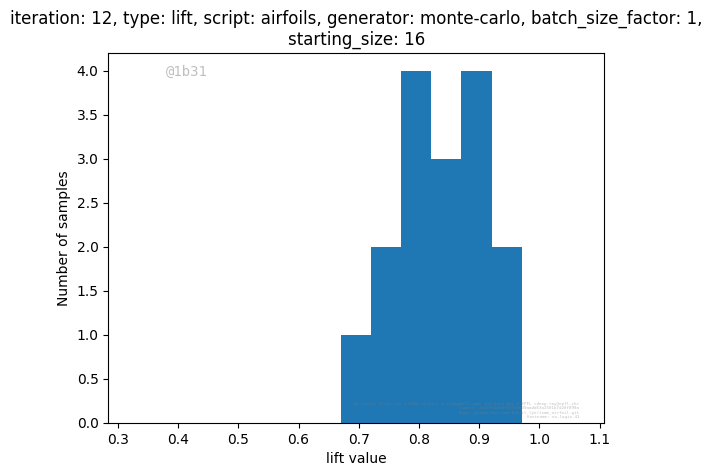 iteration: 12, type: lift, script: airfoils, generator: monte-carlo, batch_size_factor: 1,
starting_size: 16
@1b31
4.0
3.5
3.0
2.5
2.0
1.5
1.0
0.5
0.0
Number of samples
0.3 0.4 0.5 0.6 0.7 0.8 0.9 1.0 1.1
lift value